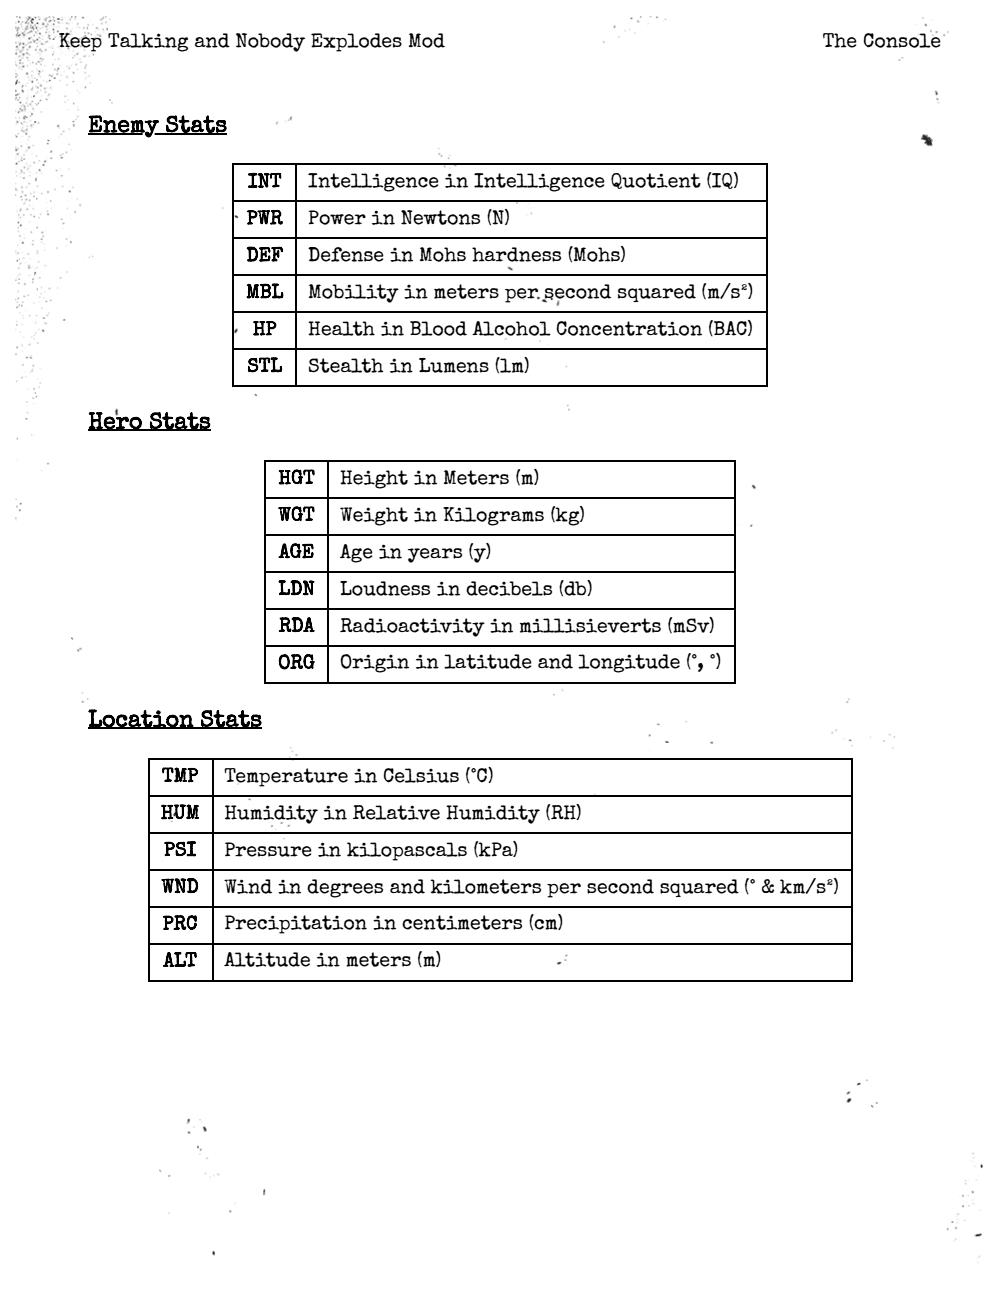 Keep Talking and Nobody Explodes Mod The Console
Enemy Stats
INT Intelligence in Intelligence Quotient (IQ)
PWR Power in Newtons (N)
DEF Defense in Mohs hardness (Mohs)
MBL Mobility in meters per second squared (m/s²)
HP Health in Blood Alcohol Concentration (BAC)
STL Stealth in Lumens (lm)
Hero Stats
HGT Height in Meters (m)
WGT Weight in Kilograms (kg)
AGE Age in years (y)
LDN Loudness in decibels (db)
RDA Radioactivity in millisieverts (mSv)
ORG Origin in latitude and longitude (°, °)
Location Stats
TMP Temperature in Celsius (°C)
HUM Humidity in Relative Humidity (RH)
PSI Pressure in kilopascals (kPa)
WND Wind in degrees and kilometers per second squared (° & km/s²)
PRC Precipitation in centimeters (cm)
ALT Altitude in meters (m)